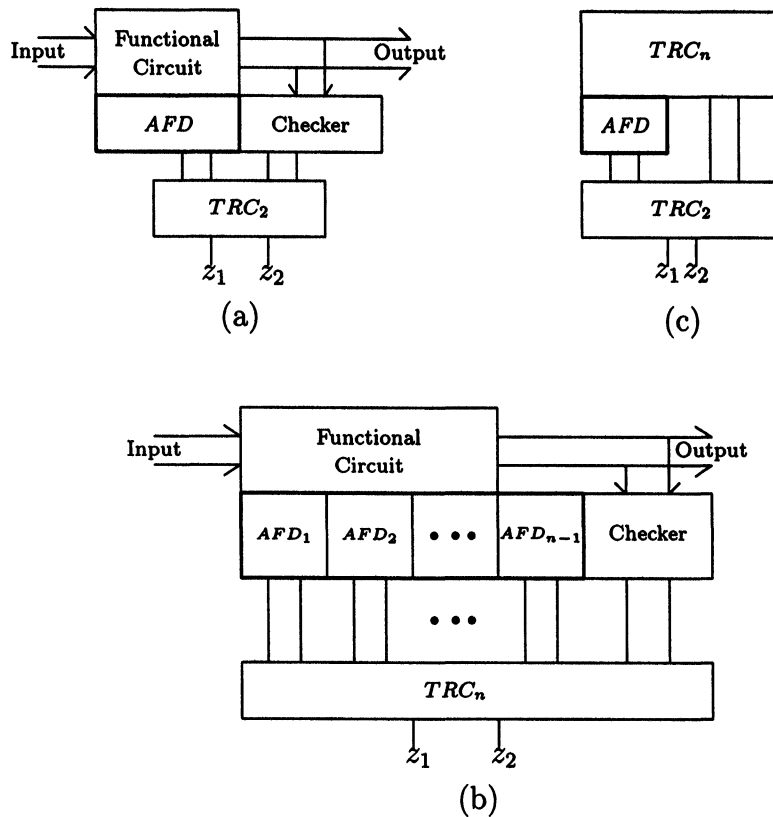 Input
Functional
Circuit
Output
AFD
Checker
TRC₂
z₁
z₂
(a)
TRCₙ
AFD
TRC₂
z₁ z₂
(c)
Input
Functional
Circuit
Output
AFD₁
AFD₂
•••
AFDₙ₋₁
Checker
•••
TRCₙ
z₁
z₂
(b)